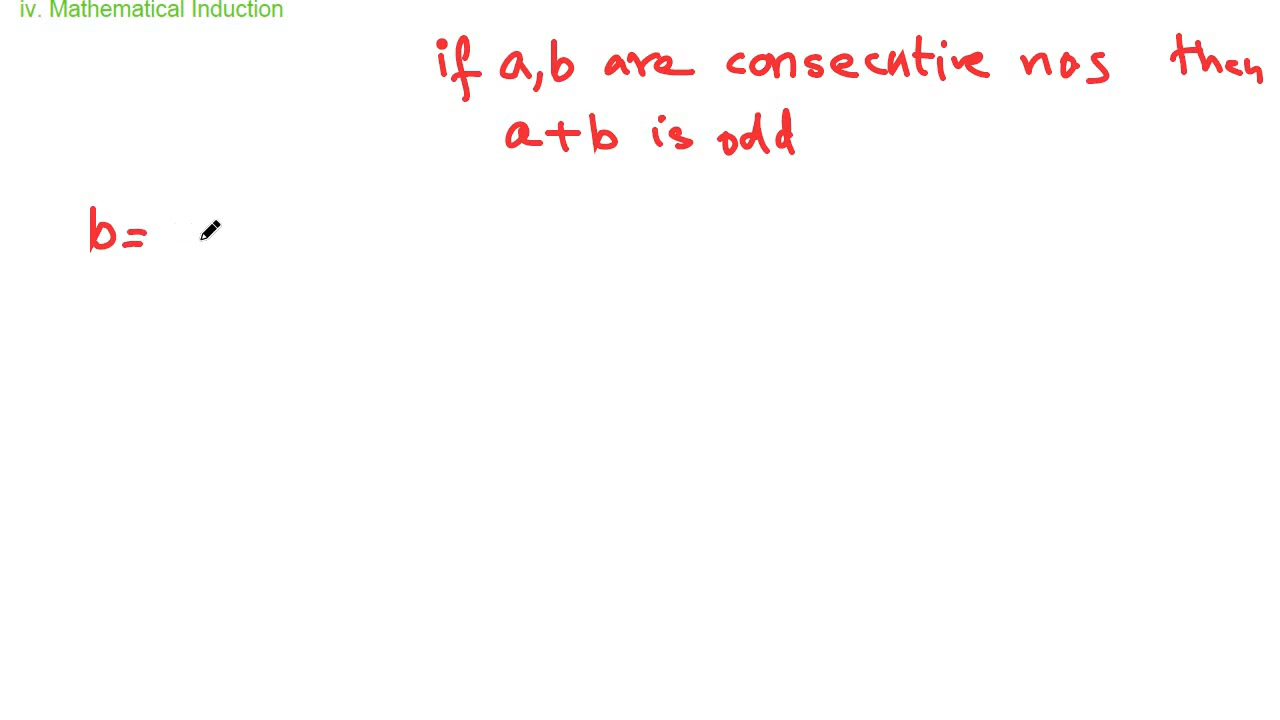 iv. Mathematical Induction
if a,b are consecutive nos then
a+b is odd
b=